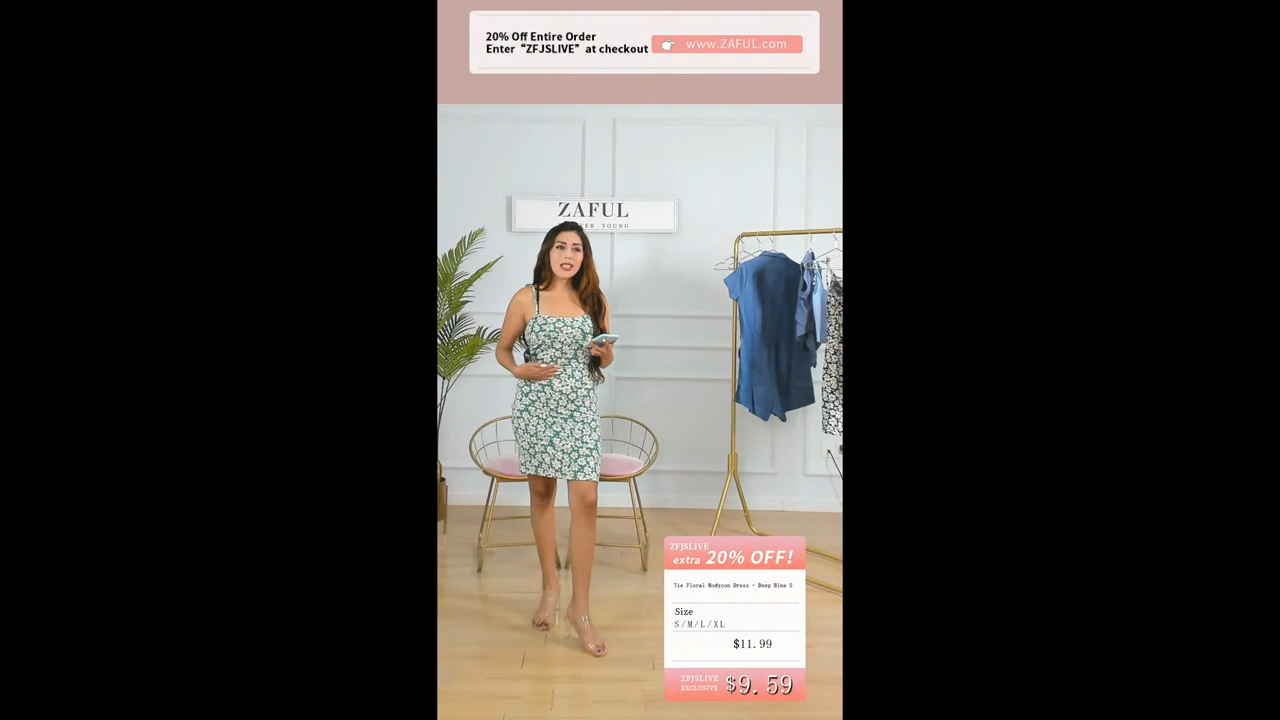 20% Off Entire Order
Enter “ZFJSLIVE” at checkout
www.ZAFUL.com
ZAFUL
YOUNG
ZFJSLIVE
extra 20% OFF!
Tie Floral Bodycon Dress - Deep Blue S
Size
S/M/L/XL
$11.99
ZFJSLIVE
EXCLUSIVE
$9.59